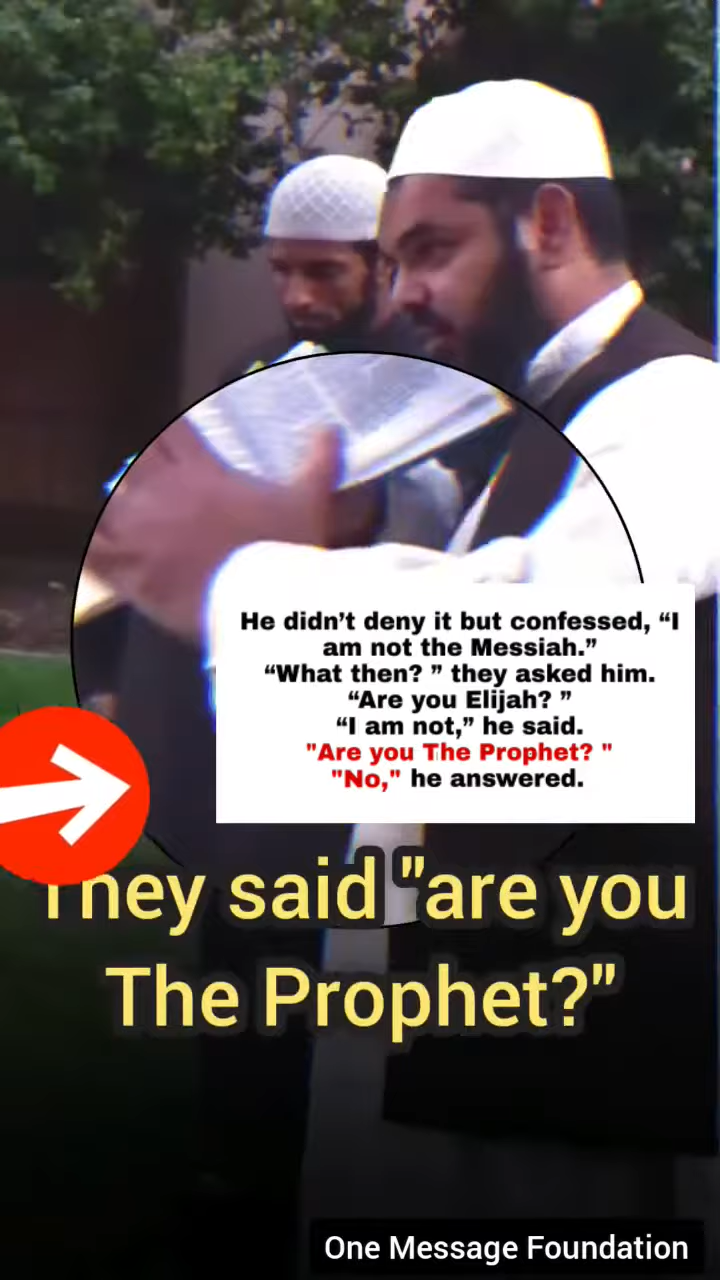 He didn’t deny it but confessed, “I
am not the Messiah.”
“What then? ” they asked him.
“Are you Elijah? ”
“I am not,” he said.
"Are you The Prophet? "
"No," he answered.
They said "are you
The Prophet?"
One Message Foundation